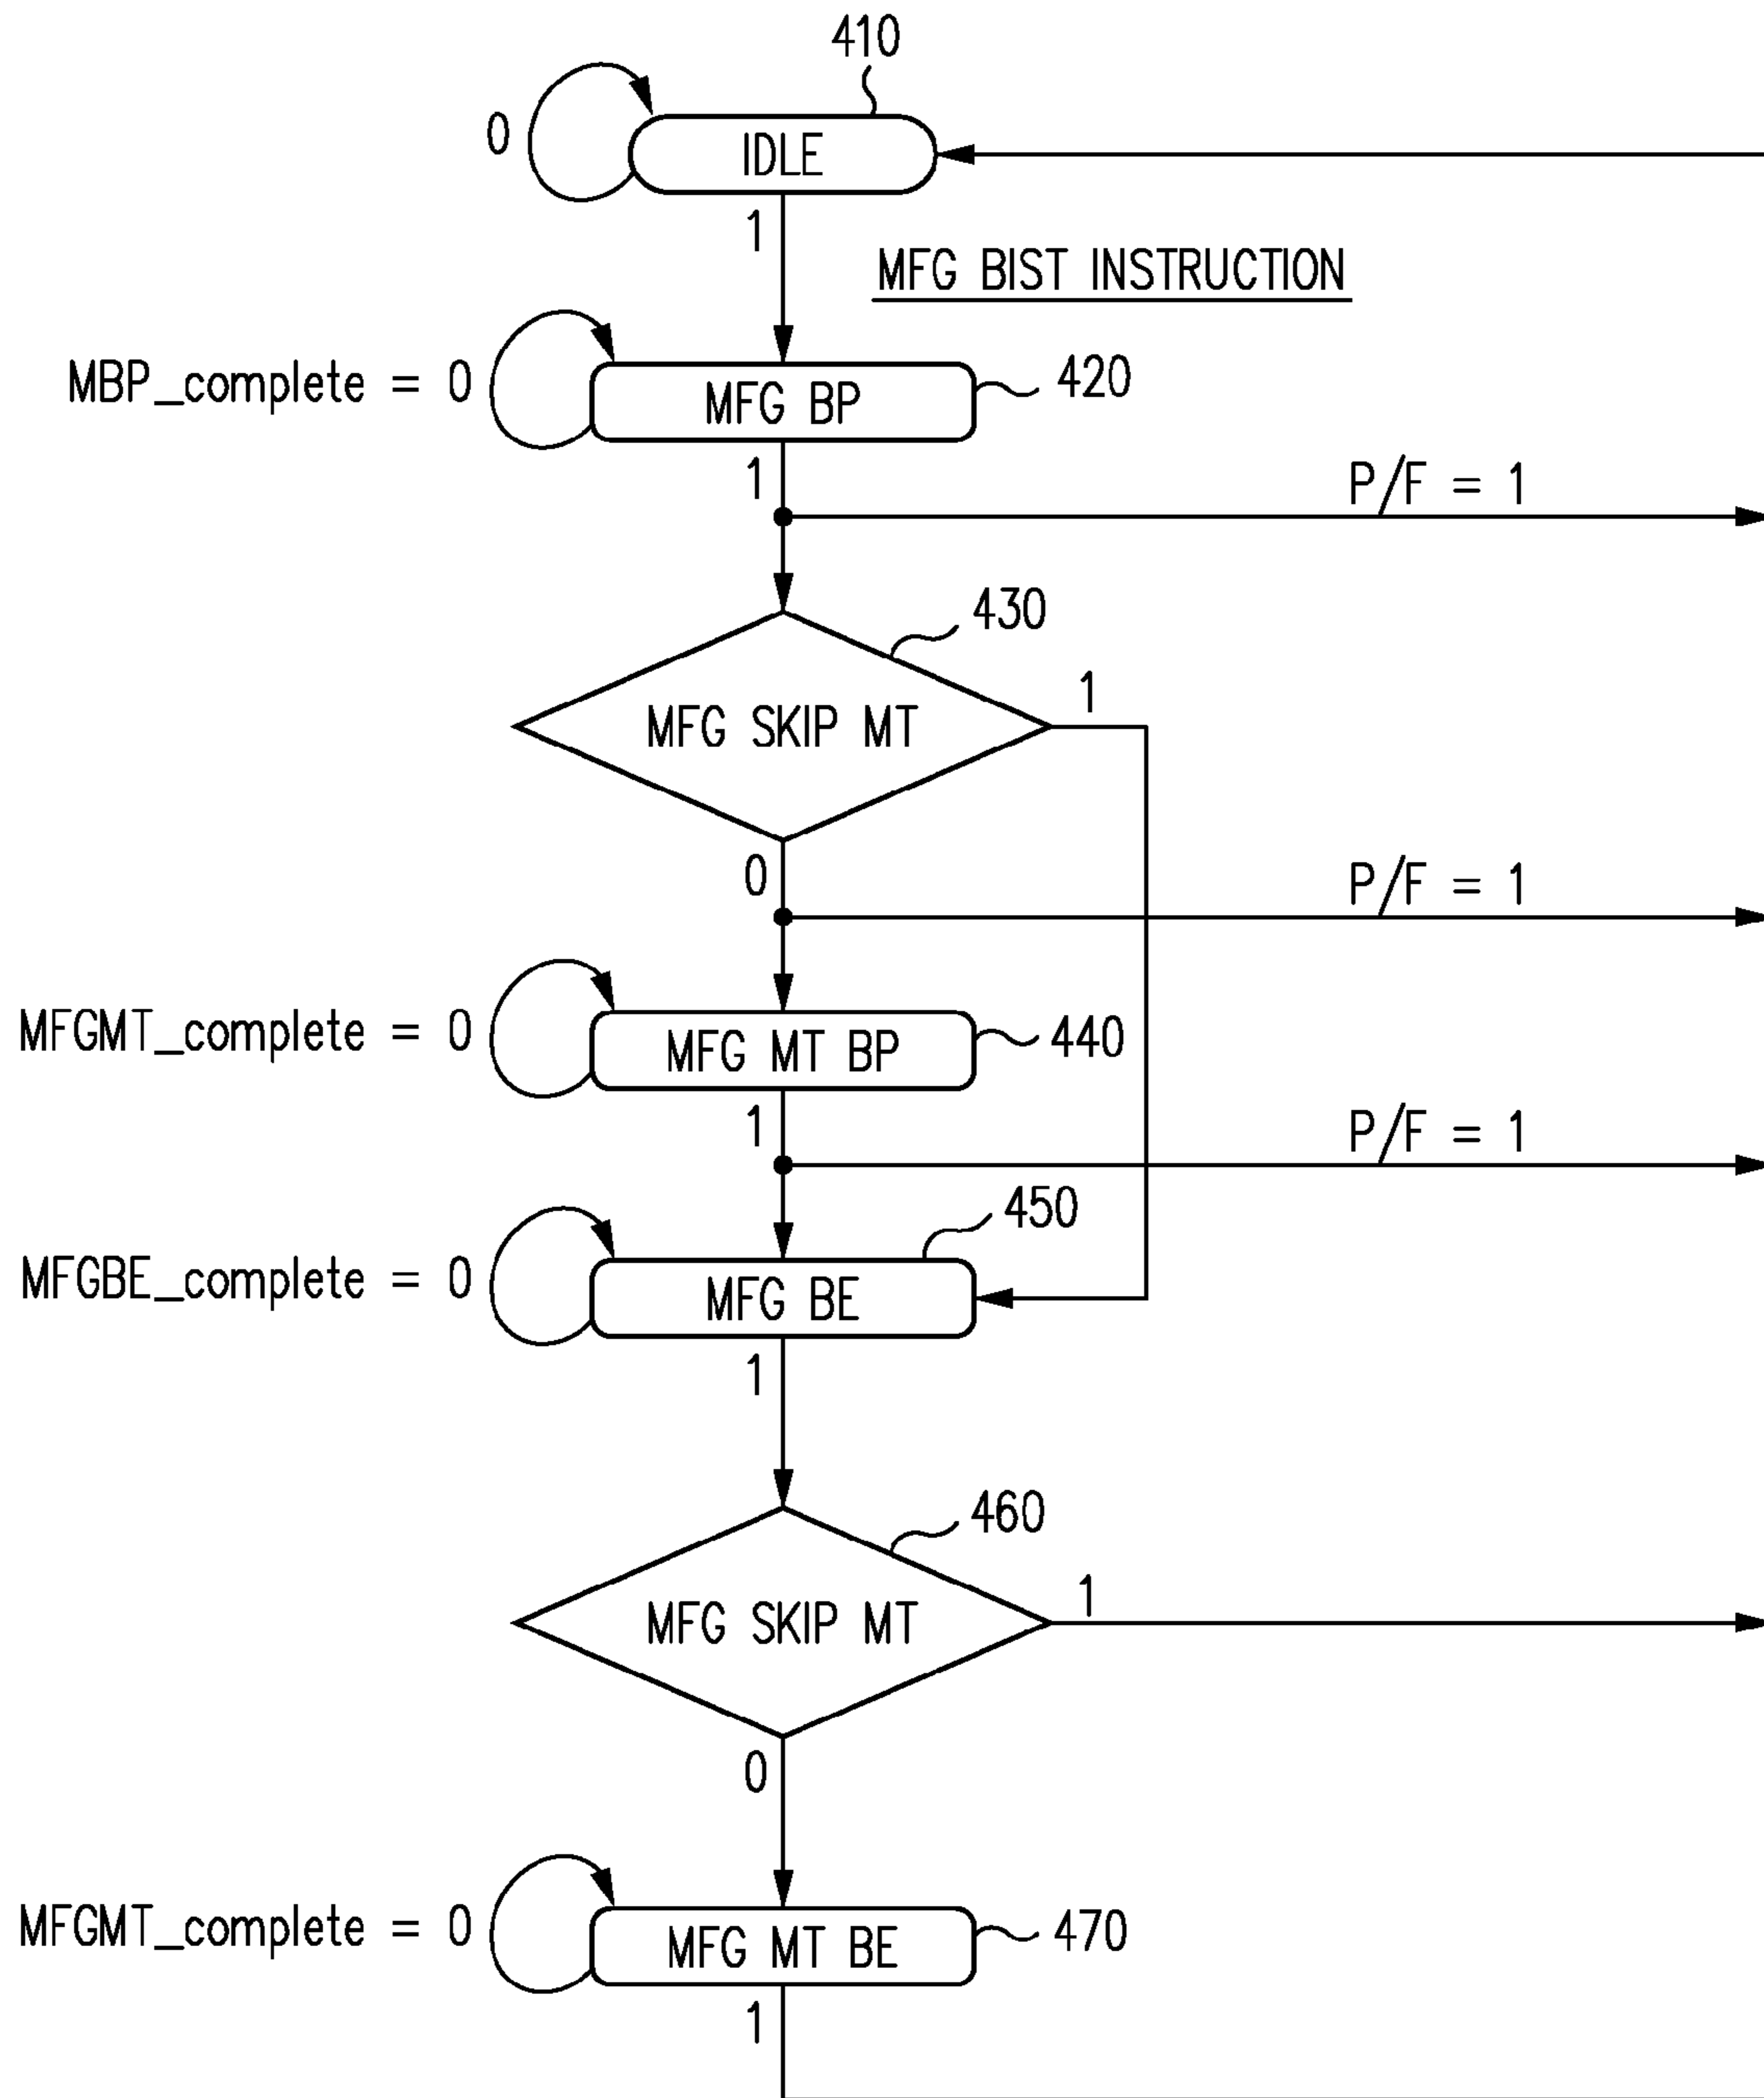 410
0
IDLE
1
MFG BIST INSTRUCTION
MBP_complete = 0
MFG BP
420
1
P/F = 1
430
MFG SKIP MT
1
0
P/F = 1
MFGMT_complete = 0
MFG MT BP
440
1
P/F = 1
450
MFGBE_complete = 0
MFG BE
1
460
MFG SKIP MT
1
0
MFGMT_complete = 0
MFG MT BE
470
1